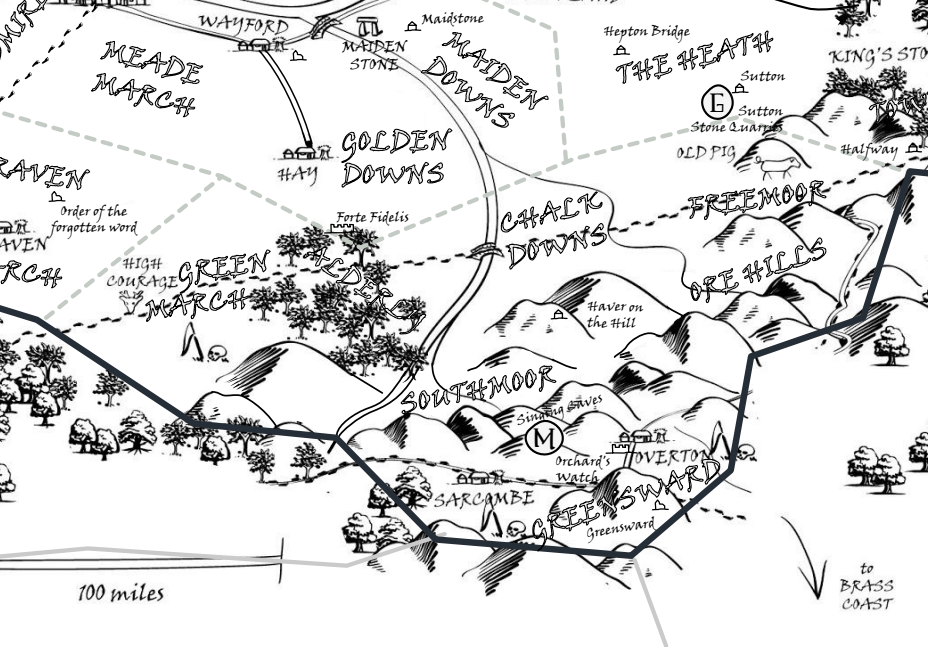 WAYFORD
MAIDEN
STONE
Maidstone
MEADE
MARCH
MAIDEN
DOWNS
Hepton Bridge
THE HEATH
KING'S STO
Sutton
G
Sutton
Stone Quarries
OLD PIG
Halfway
HAY
GOLDEN
DOWNS
RAVEN
Order of the
forgotten word
AVEN
RCH
Forte Fidelis
CHALK
DOWNS
FREEMOOR
HIGH
COURAGE
GREEN
MARCH
ALDERLY
ORE HILLS
Haver on
the Hill
SOUTHMOOR
Singing Caves
M
OVERTON
Orchard's
Watch
SARCOMBE
GREENSWARD
Greensward
100 miles
to
BRASS
COAST